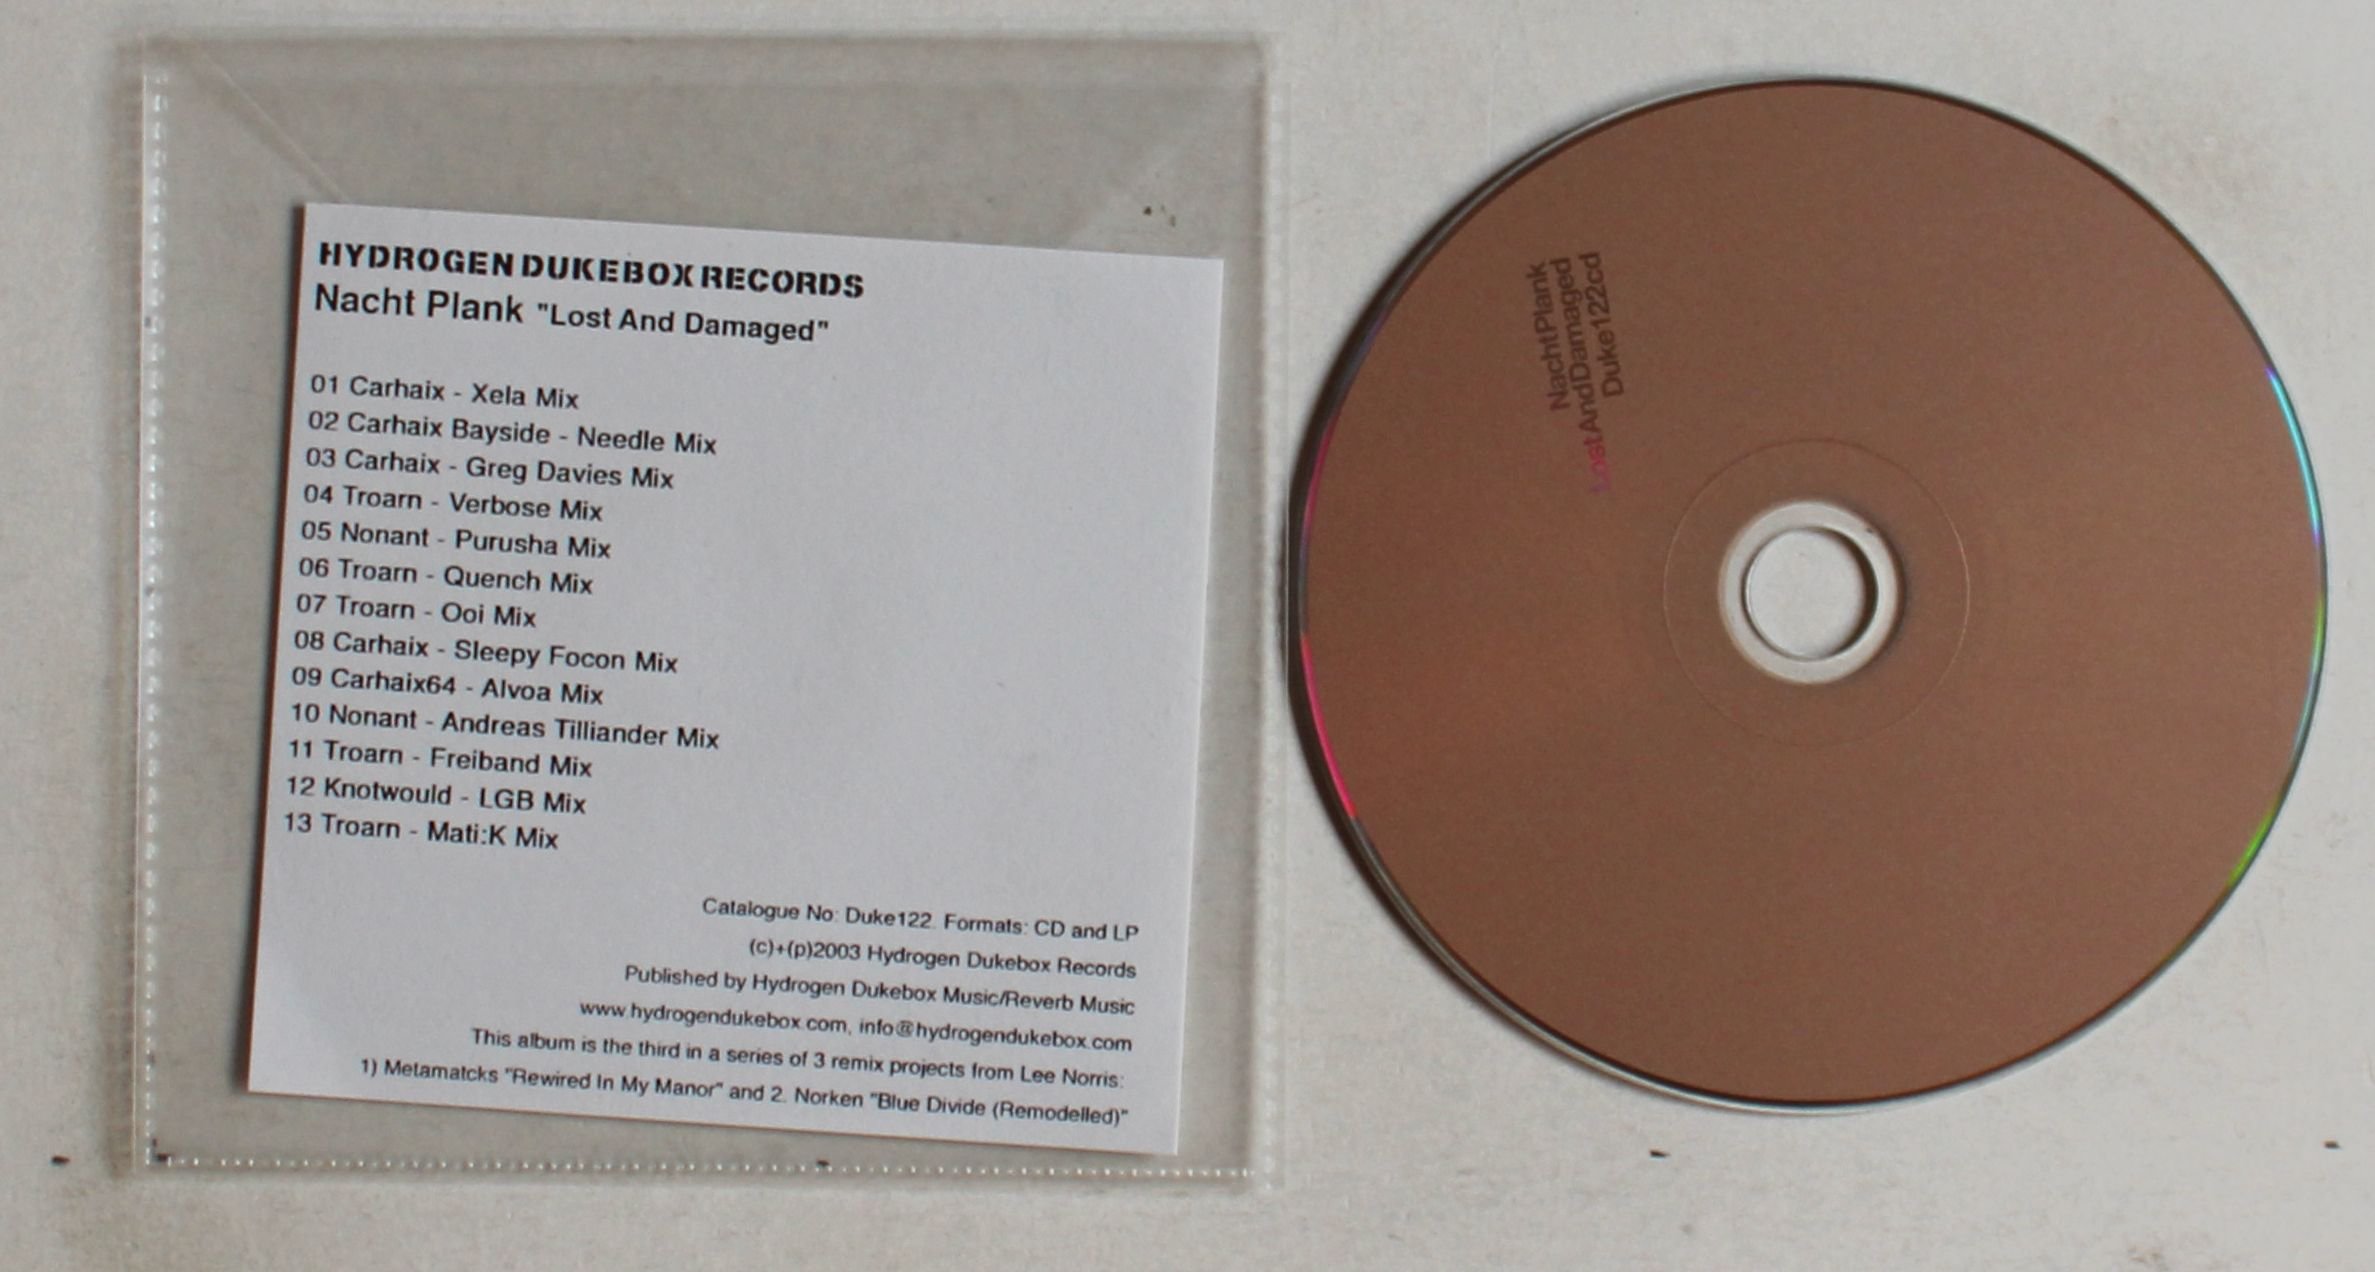 HYDROGEN DUKEBOX RECORDS
Nacht Plank "Lost And Damaged"
01 Carhaix - Xela Mix
02 Carhaix Bayside - Needle Mix
03 Carhaix - Greg Davies Mix
04 Troarn - Verbose Mix
05 Nonant - Purusha Mix
06 Troarn - Quench Mix
07 Troarn - Ooi Mix
08 Carhaix - Sleepy Focon Mix
09 Carhaix64 - Alvoa Mix
10 Nonant - Andreas Tilliander Mix
11 Troarn - Freiband Mix
12 Knotwould - LGB Mix
13 Troarn - Mati:K Mix
Catalogue No: Duke122. Formats: CD and LP
(c)+(p)2003 Hydrogen Dukebox Records
Published by Hydrogen Dukebox Music/Reverb Music
www.hydrogendukebox.com, info@hydrogendukebox.com
This album is the third in a series of 3 remix projects from Lee Norris:
1) Metamatcks "Rewired In My Manor" and 2. Norken "Blue Divide (Remodelled)"
NachtPlank
LostAndDamaged
Duke122cd